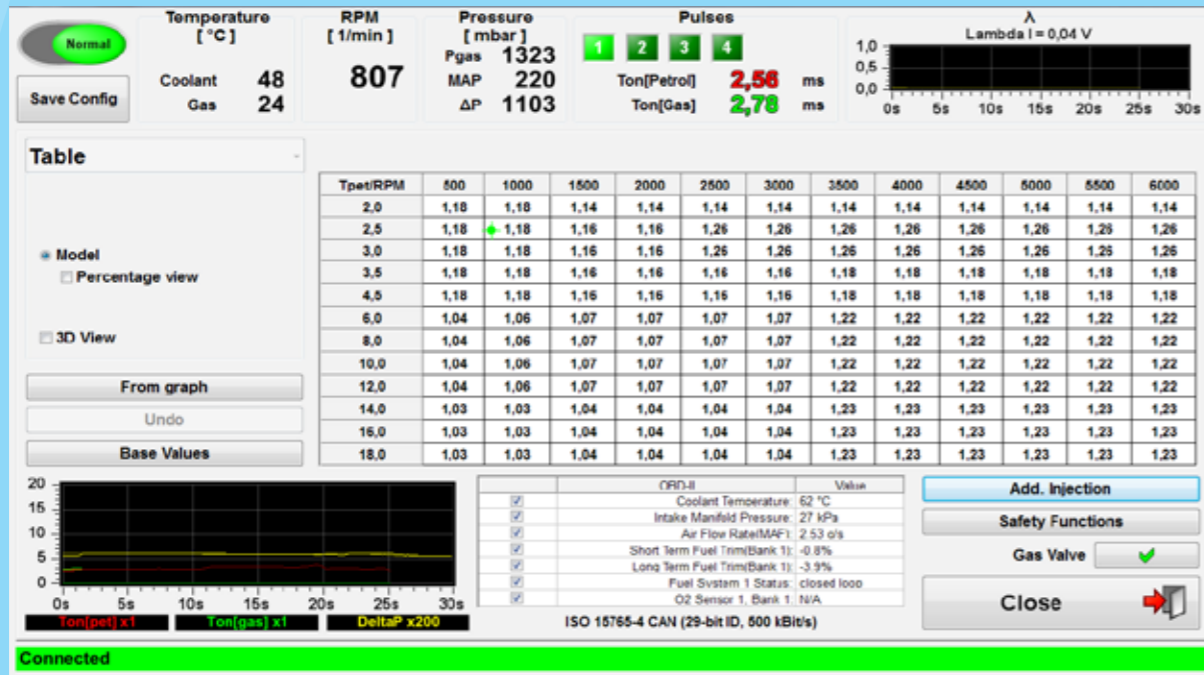 Normal
Save Config
Temperature
[ °C ]
Coolant 48
Gas 24
RPM
[ 1/min ]
807
Pressure
[ mbar ]
Pgas 1323
MAP 220
ΔP 1103
Pulses
1 2 3 4
Ton[Petrol] 2,56 ms
Ton[Gas] 2,78 ms
λ
Lambda I = 0,04 V
1,0
0,5
0,0
0s 5s 10s 15s 20s 25s 30s
Table
Model
Percentage view
3D View
From graph
Undo
Base Values
Tpet/RPM 500 1000 1500 2000 2500 3000 3500 4000 4500 5000 5500 6000
2,0 1,18 1,18 1,14 1,14 1,14 1,14 1,14 1,14 1,14 1,14 1,14 1,14
2,5 1,18 1,18 1,16 1,16 1,26 1,26 1,26 1,26 1,26 1,26 1,26 1,26
3,0 1,18 1,18 1,16 1,16 1,26 1,26 1,26 1,26 1,26 1,26 1,26 1,26
3,5 1,18 1,18 1,16 1,16 1,16 1,16 1,18 1,18 1,18 1,18 1,18 1,18
4,5 1,18 1,18 1,16 1,16 1,16 1,16 1,18 1,18 1,18 1,18 1,18 1,18
6,0 1,04 1,06 1,07 1,07 1,07 1,07 1,22 1,22 1,22 1,22 1,22 1,22
8,0 1,04 1,06 1,07 1,07 1,07 1,07 1,22 1,22 1,22 1,22 1,22 1,22
10,0 1,04 1,06 1,07 1,07 1,07 1,07 1,22 1,22 1,22 1,22 1,22 1,22
12,0 1,04 1,06 1,07 1,07 1,07 1,07 1,22 1,22 1,22 1,22 1,22 1,22
14,0 1,03 1,03 1,04 1,04 1,04 1,04 1,23 1,23 1,23 1,23 1,23 1,23
16,0 1,03 1,03 1,04 1,04 1,04 1,04 1,23 1,23 1,23 1,23 1,23 1,23
18,0 1,03 1,03 1,04 1,04 1,04 1,04 1,23 1,23 1,23 1,23 1,23 1,23
20
15
10
5
0
0s 5s 10s 15s 20s 25s 30s
Ton[pet] x1 Ton[gas] x1 DeltaP x200
OBD-II Value
Coolant Temperature: 62 °C
Intake Manifold Pressure: 27 kPa
Air Flow Rate(MAF): 2.53 g/s
Short Term Fuel Trim(Bank 1): -0.8%
Long Term Fuel Trim(Bank 1): -3.9%
Fuel System 1 Status: closed loop
O2 Sensor 1, Bank 1: N/A
ISO 15765-4 CAN (29-bit ID, 500 kBit/s)
Add. Injection
Safety Functions
Gas Valve
Close
Connected